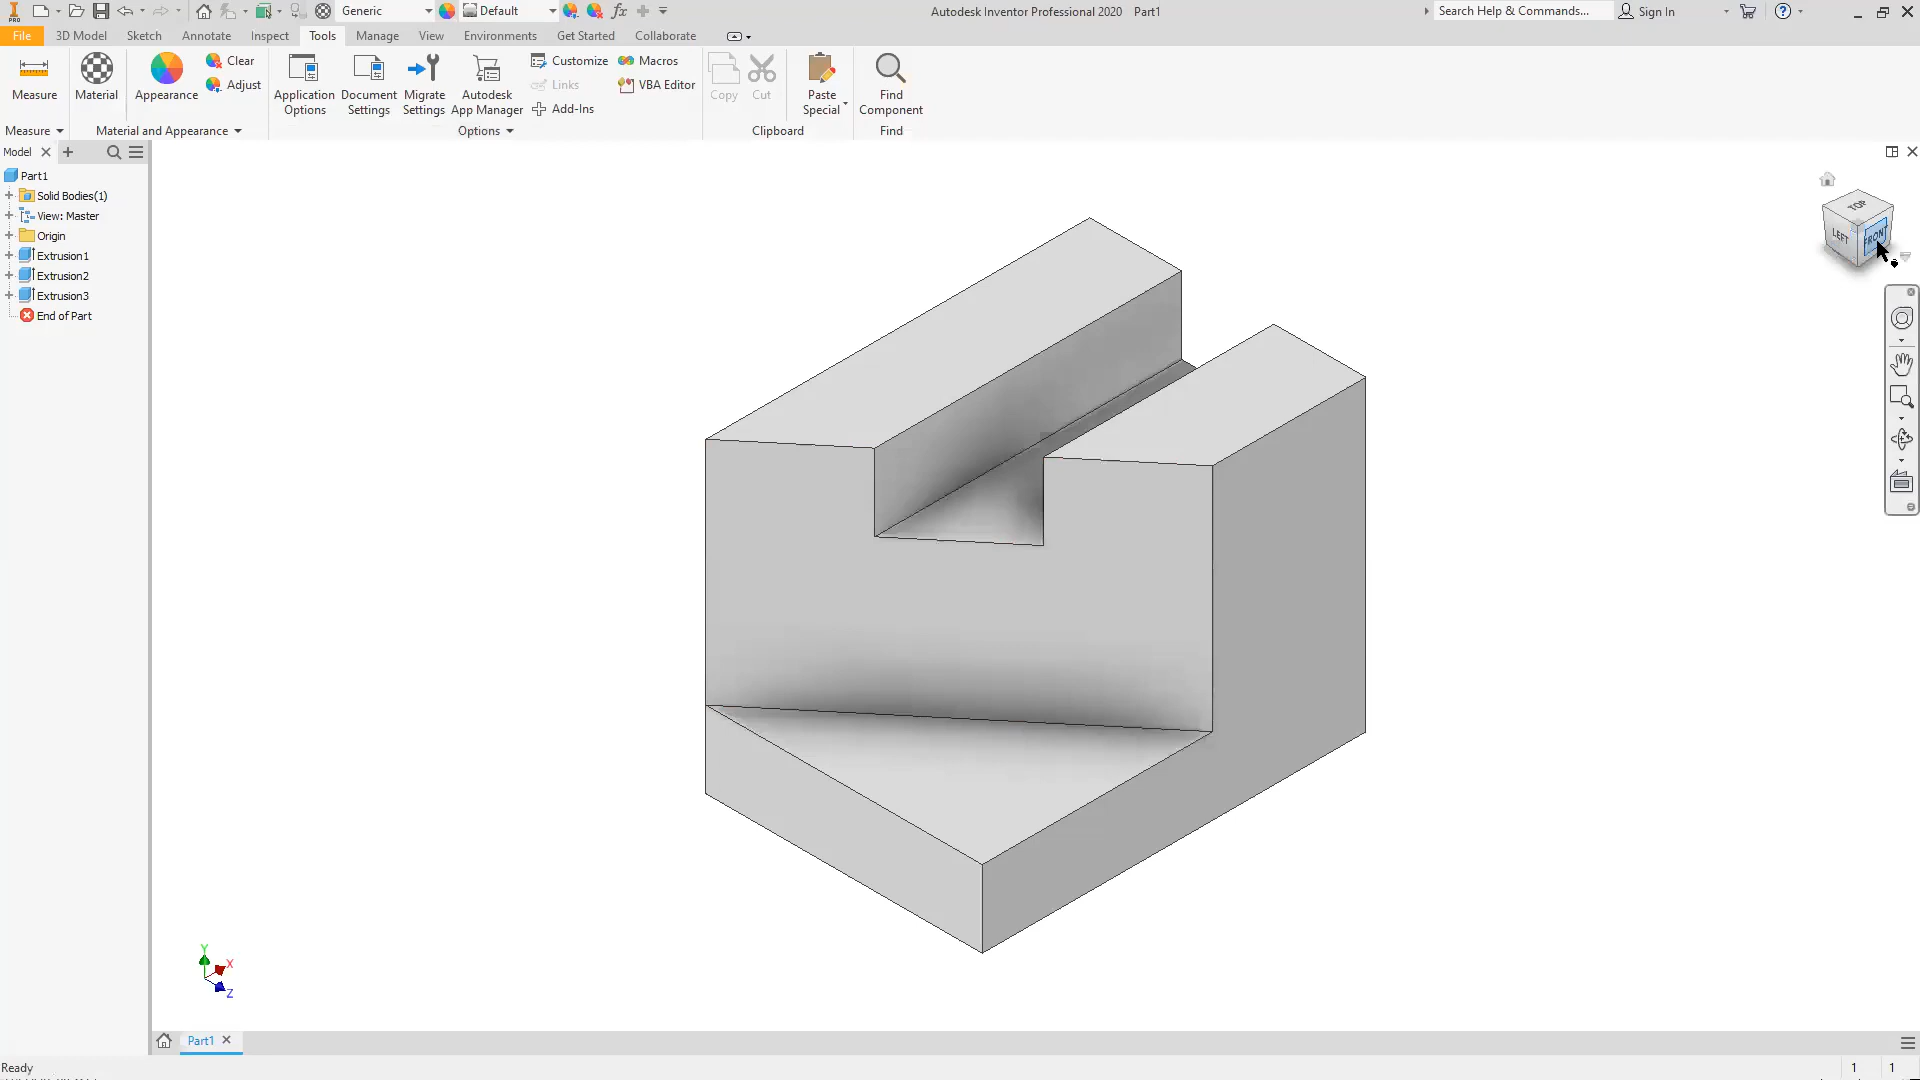 Generic
Default
Autodesk Inventor Professional 2020 Part1
Search Help & Commands...
Sign In
File 3D Model Sketch Annotate Inspect Tools Manage View Environments Get Started Collaborate
Measure
Material
Appearance
Clear
Adjust
Application Options
Document Settings
Migrate Settings
Autodesk App Manager
Customize
Links
Add-Ins
Macros
VBA Editor
Copy
Cut
Paste Special
Find Component
Measure
Material and Appearance
Options
Clipboard
Find
Model
Part1
Solid Bodies(1)
View: Master
Origin
Extrusion1
Extrusion2
Extrusion3
End of Part
TOP
LEFT
FRONT
Y
X
Z
Part1
Ready
1 1